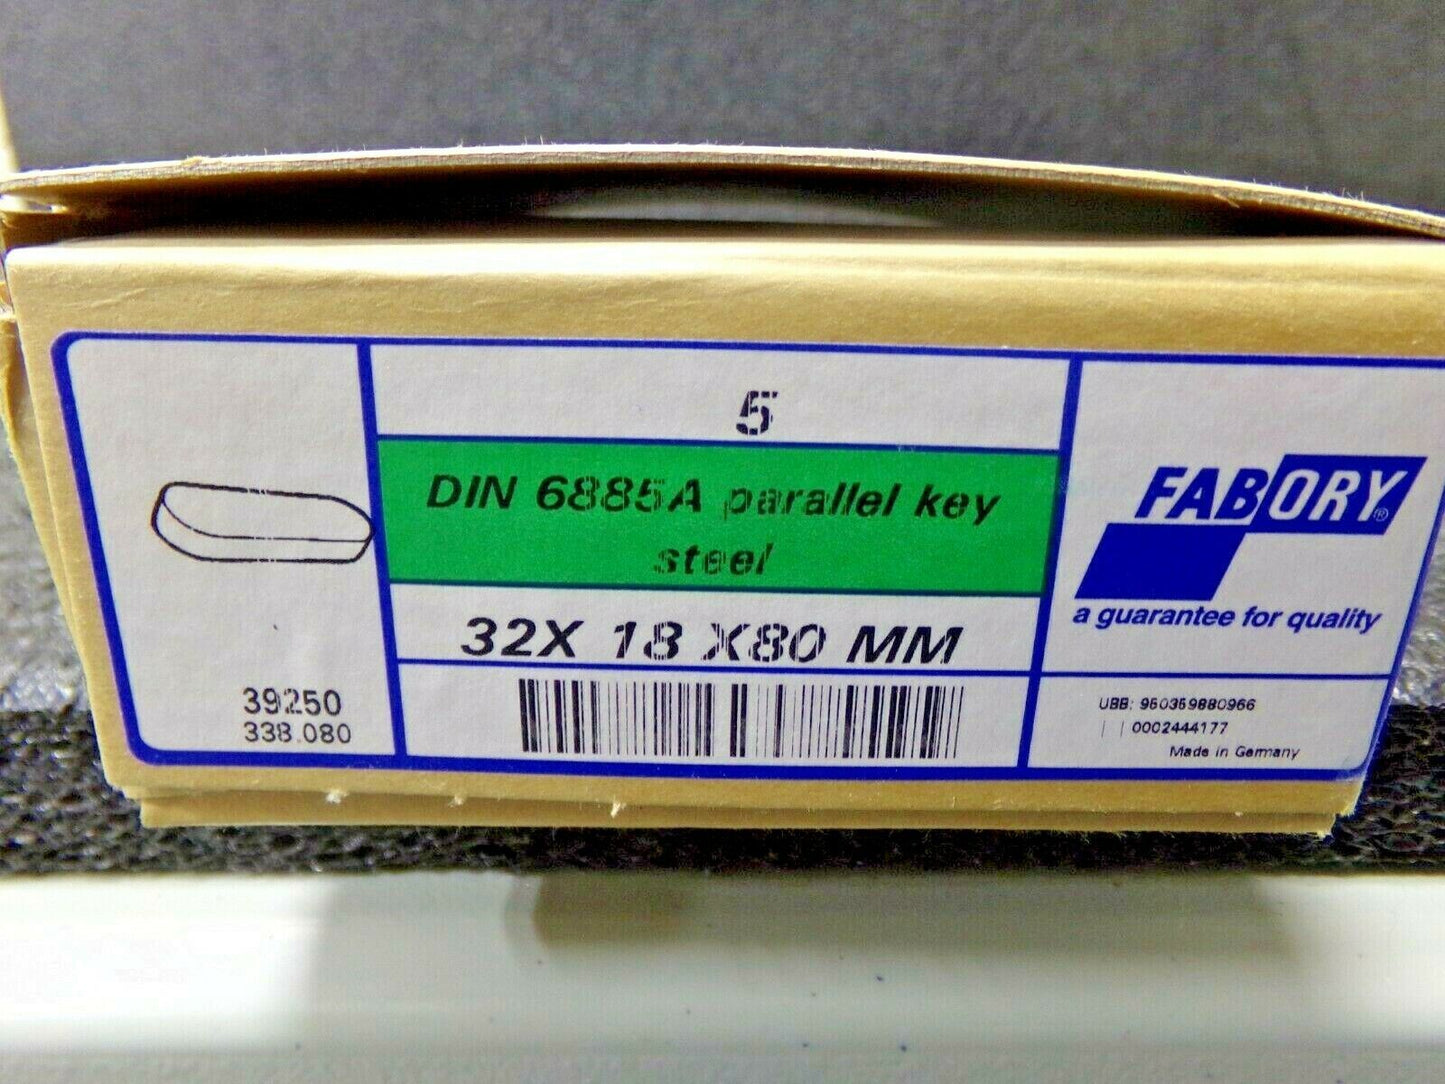 5
DIN 6885A parallel key
steel
32X 18 X80 MM
39250
338.080
FABORY®
a guarantee for quality
UBB: 950359880966
0002444177
Made in Germany